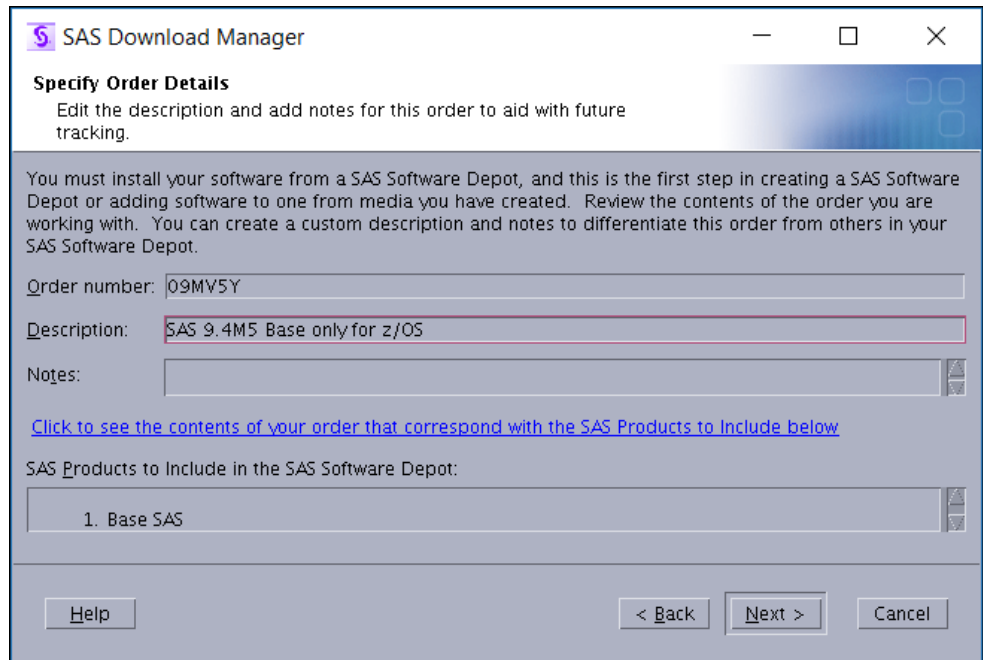 SAS Download Manager
Specify Order Details
Edit the description and add notes for this order to aid with future
tracking.
You must install your software from a SAS Software Depot, and this is the first step in creating a SAS Software
Depot or adding software to one from media you have created. Review the contents of the order you are
working with. You can create a custom description and notes to differentiate this order from others in your
SAS Software Depot.
Order number: 09MV5Y
Description: SAS 9.4M5 Base only for z/OS
Notes:
Click to see the contents of your order that correspond with the SAS Products to Include below
SAS Products to Include in the SAS Software Depot:
1. Base SAS
Help < Back Next > Cancel